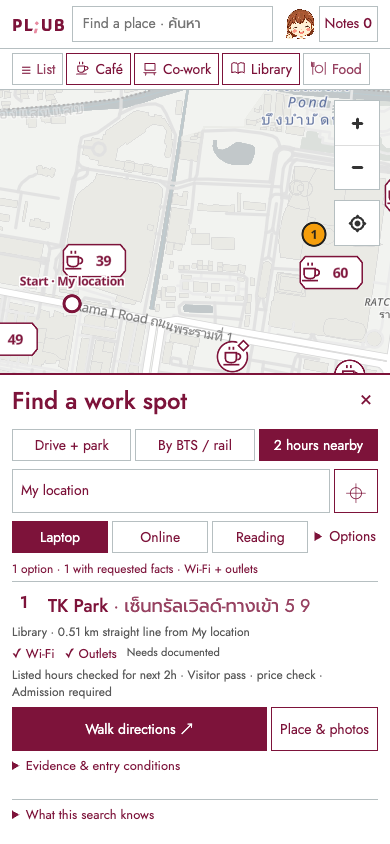 PL;UB
Find a place · ค้นหา
Notes 0
≡ List
Café
Co-work
Library
Food
Pond
บึงบำบัด
+
−
1
39
60
Start · My location
Rama I Road ถนนพระรามที่ 1
RATC
49
Find a work spot
×
Drive + park
By BTS / rail
2 hours nearby
My location
Laptop
Online
Reading
▶ Options
1 option · 1 with requested facts · Wi-Fi + outlets
1 TK Park · เซ็นทรัลเวิลด์-ทางเข้า 5 9
Library · 0.51 km straight line from My location
✓ Wi-Fi ✓ Outlets Needs documented
Listed hours checked for next 2h · Visitor pass · price check ·
Admission required
Walk directions ↗
Place & photos
▶ Evidence & entry conditions
▶ What this search knows